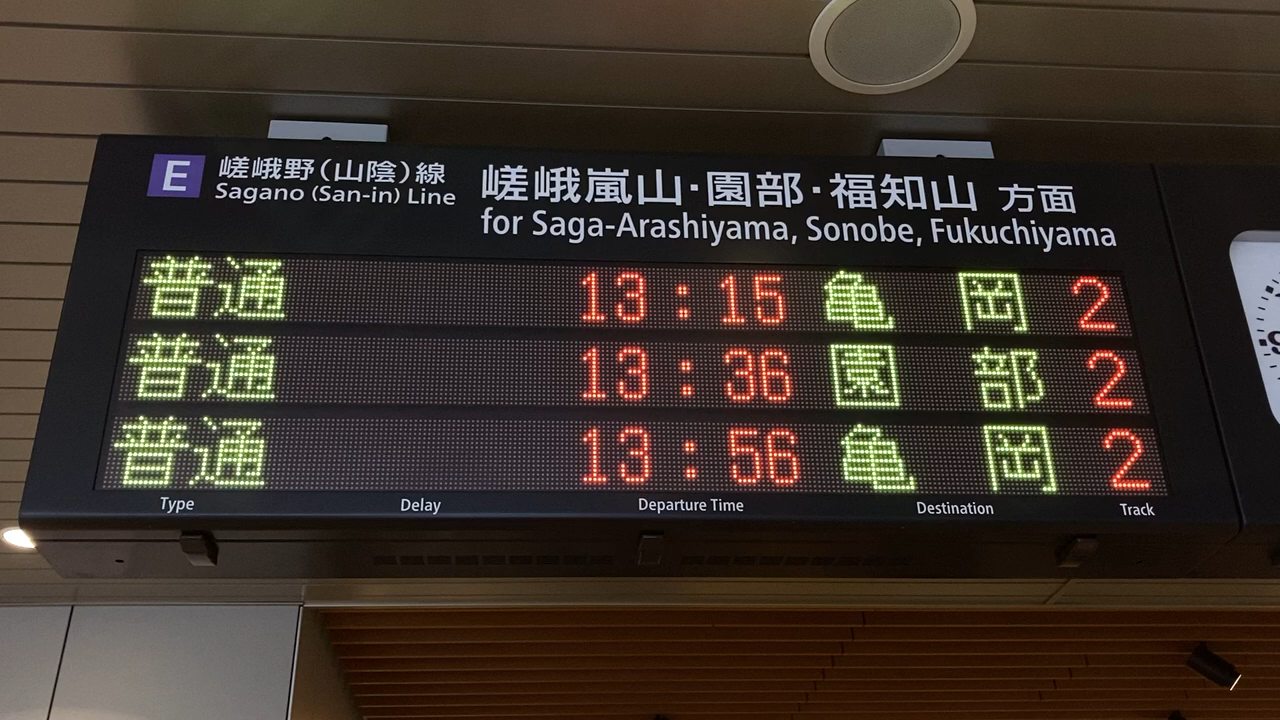 E 嵯峨野(山陰)線
Sagano (San-in) Line
嵯峨嵐山・園部・福知山 方面
for Saga-Arashiyama, Sonobe, Fukuchiyama
普通 13:15 亀岡 2
普通 13:36 園部 2
普通 13:56 亀岡 2
Type Delay Departure Time Destination Track